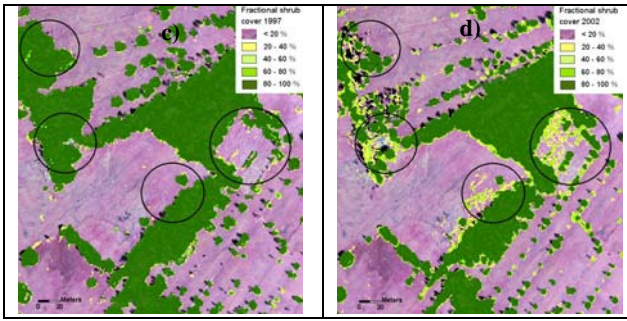 c)
Fractional shrub
cover 1997
< 20 %
20 - 40 %
40 - 60 %
60 - 80 %
80 - 100 %
0 20 Meters
d)
Fractional shrub
cover 2002
< 20 %
20 - 40 %
40 - 60 %
60 - 80 %
80 - 100 %
0 20 Meters